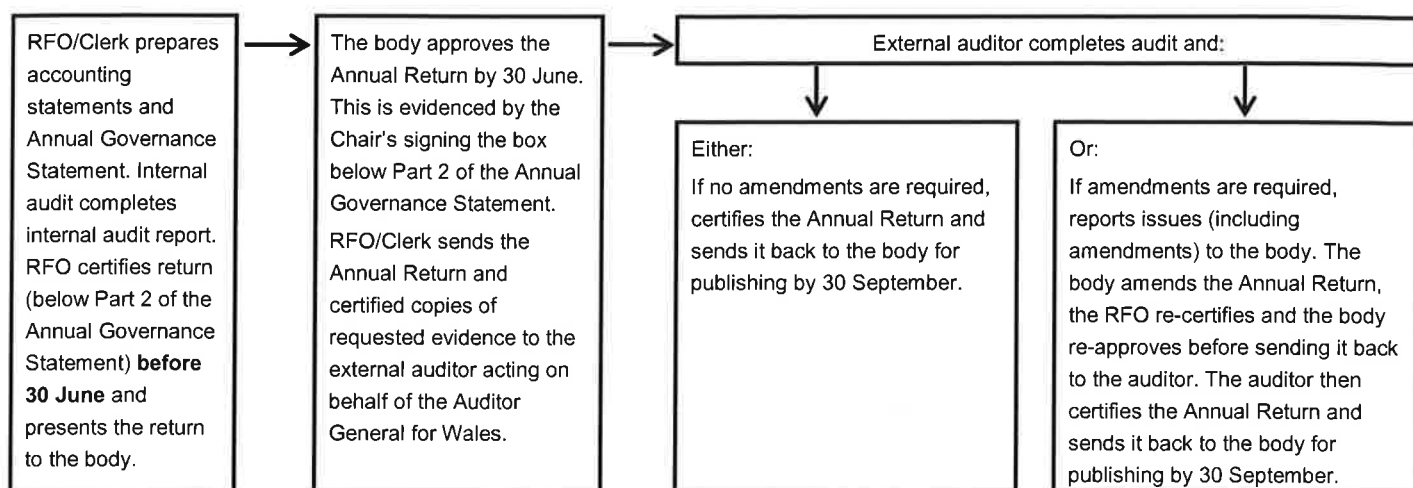 RFO/Clerk prepares
accounting
statements and
Annual Governance
Statement. Internal
audit completes
internal audit report.
RFO certifies return
(below Part 2 of the
Annual Governance
Statement) before
30 June and
presents the return
to the body.
The body approves the
Annual Return by 30 June.
This is evidenced by the
Chair's signing the box
below Part 2 of the Annual
Governance Statement.
RFO/Clerk sends the
Annual Return and
certified copies of
requested evidence to the
external auditor acting on
behalf of the Auditor
General for Wales.
External auditor completes audit and:
Either:
If no amendments are required,
certifies the Annual Return and
sends it back to the body for
publishing by 30 September.
Or:
If amendments are required,
reports issues (including
amendments) to the body. The
body amends the Annual Return,
the RFO re-certifies and the body
re-approves before sending it back
to the auditor. The auditor then
certifies the Annual Return and
sends it back to the body for
publishing by 30 September.